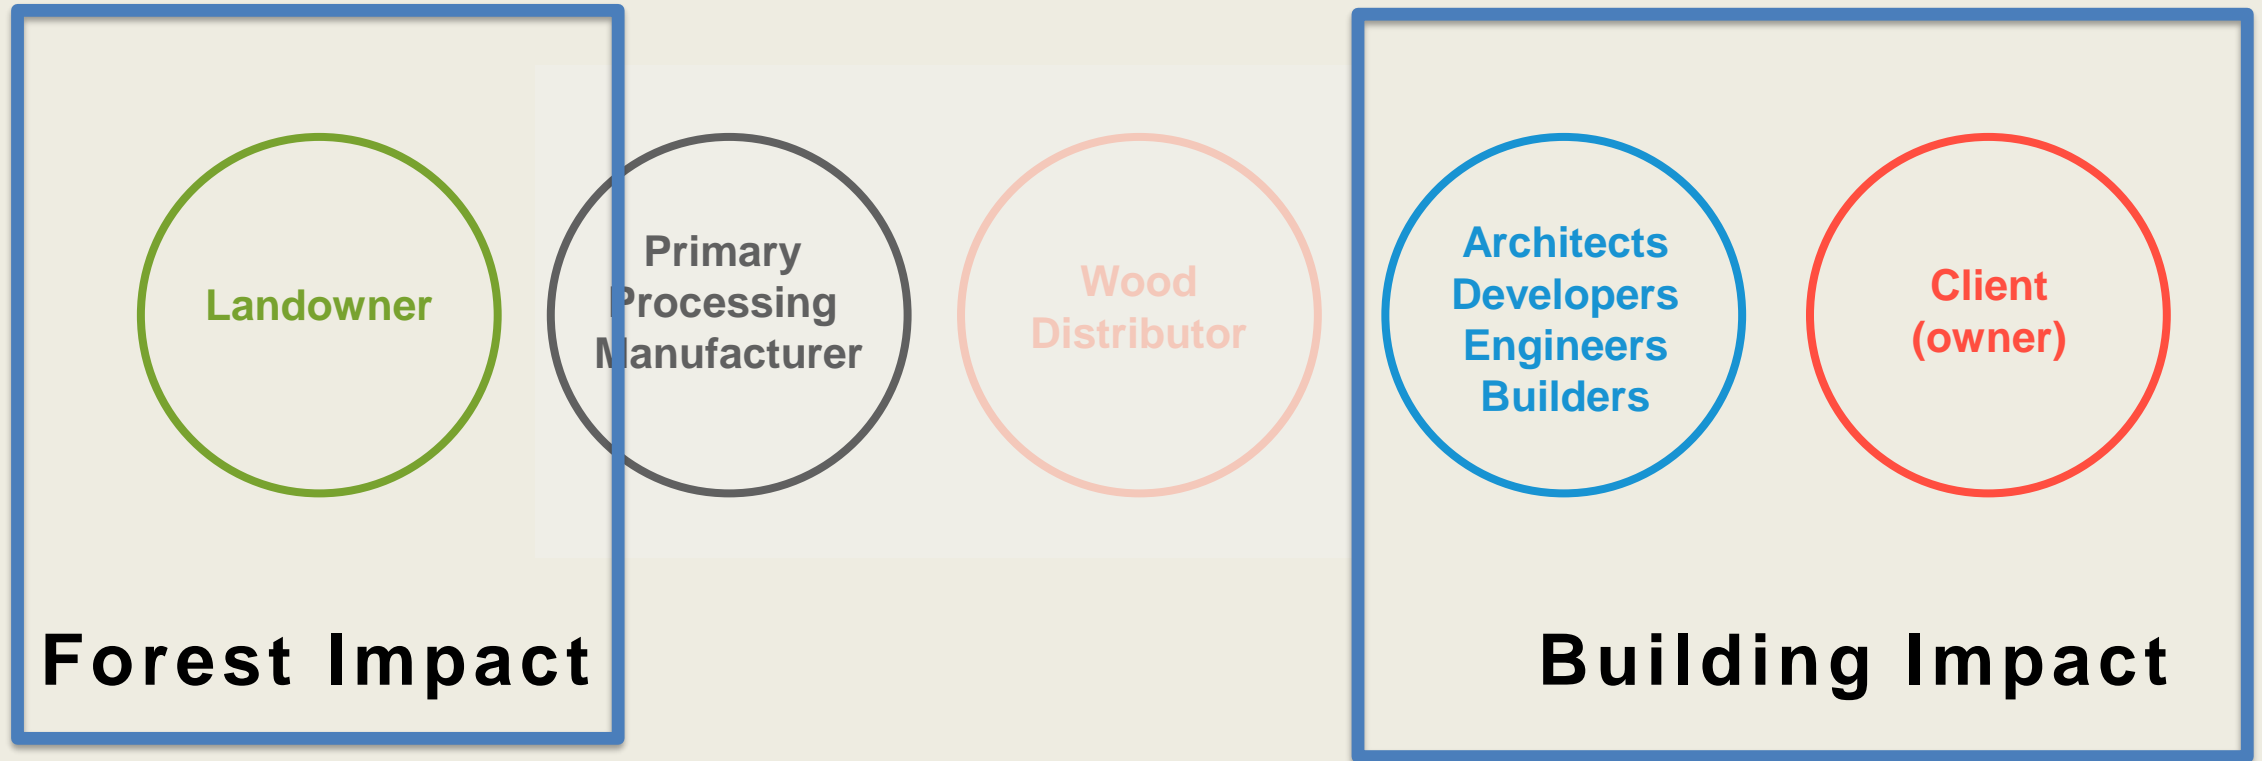 Landowner
Primary
Processing
Manufacturer
Wood
Distributor
Architects
Developers
Engineers
Builders
Client
(owner)
Forest Impact
Building Impact